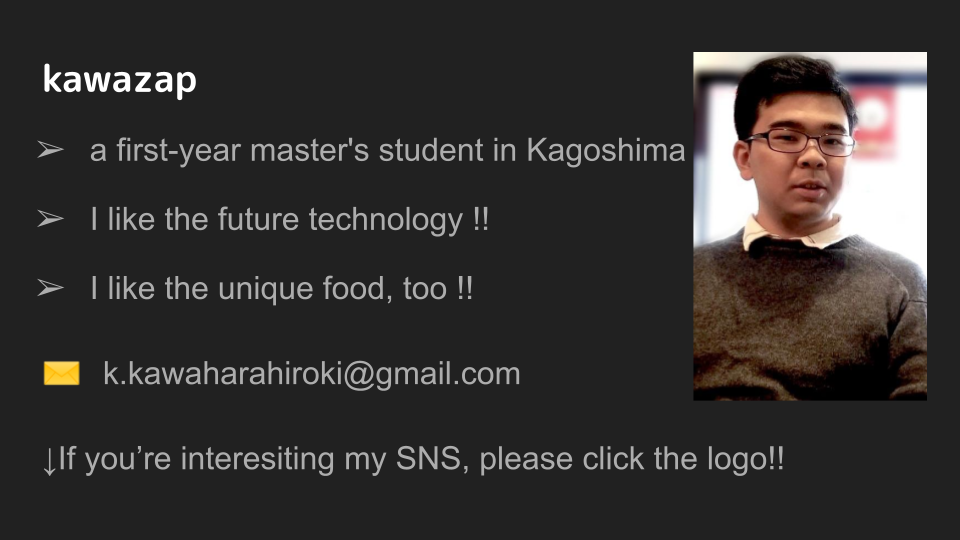 kawazap
➢ a first-year master's student in Kagoshima
➢ I like the future technology !!
➢ I like the unique food, too !!
✉️ k.kawaharahiroki@gmail.com
↓If you’re interesiting my SNS, please click the logo!!